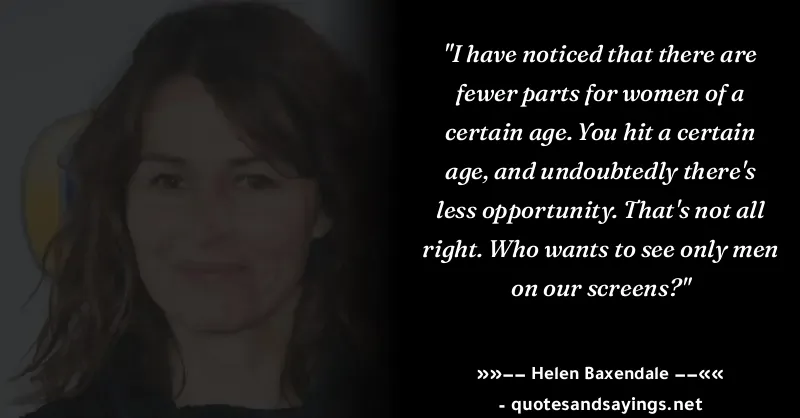 "I have noticed that there are
fewer parts for women of a
certain age. You hit a certain
age, and undoubtedly there's
less opportunity. That's not all
right. Who wants to see only men
on our screens?"
»»−− Helen Baxendale −−««
- quotesandsayings.net